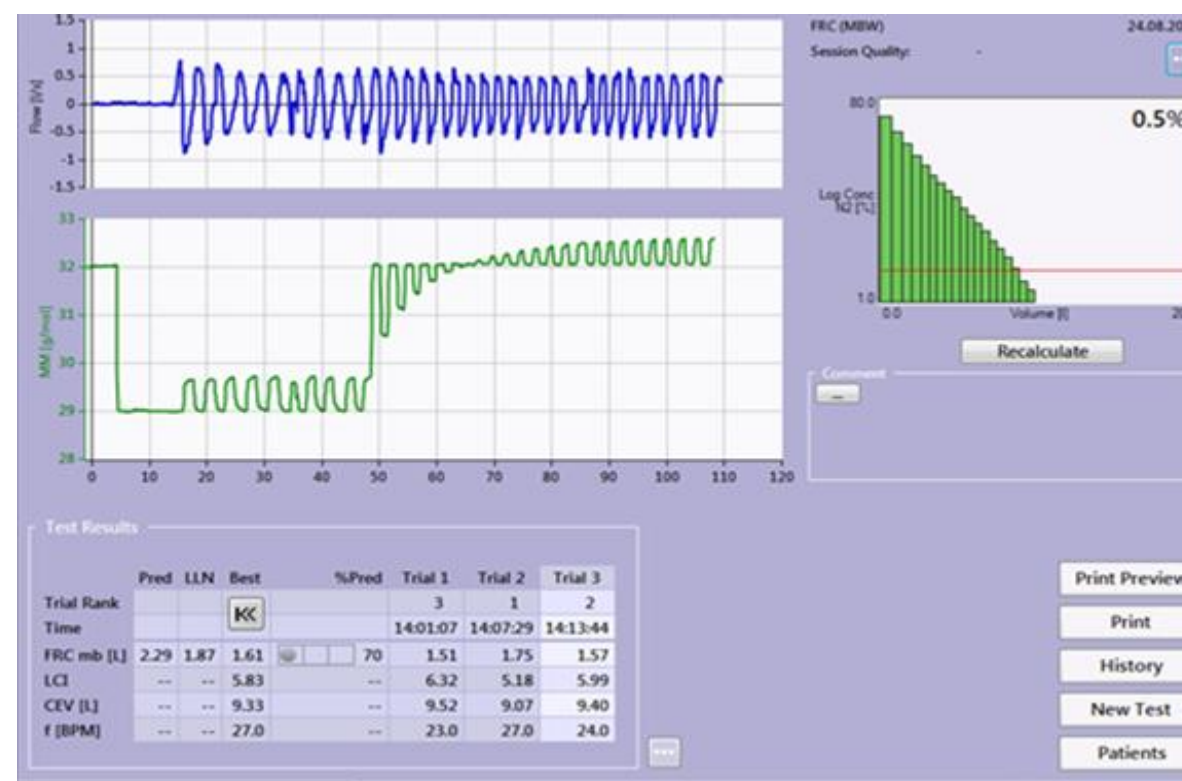 1.5
1
0.5
0
-0.5
-1
-1.5
Flow [l/s]
33
32
31
30
29
28
MM [g/mol]
0 10 20 30 40 50 60 70 80 90 100 110 120
FRC (MBW) 24.08.20
Session Quality: -
80.0
0.5%
Log Conc
N2 [%]
1.0
0.0 Volume [l] 20
Recalculate
Comment
...
Test Results
Pred LLN Best %Pred Trial 1 Trial 2 Trial 3
Trial Rank 3 1 2
Time 14:01:07 14:07:29 14:13:44
FRC mb [L] 2.29 1.87 1.61 70 1.51 1.75 1.57
LCI -- -- 5.83 -- 6.32 5.18 5.99
CEV [L] -- -- 9.33 -- 9.52 9.07 9.40
f [BPM] -- -- 27.0 -- 23.0 27.0 24.0
...
Print Preview
Print
History
New Test
Patients